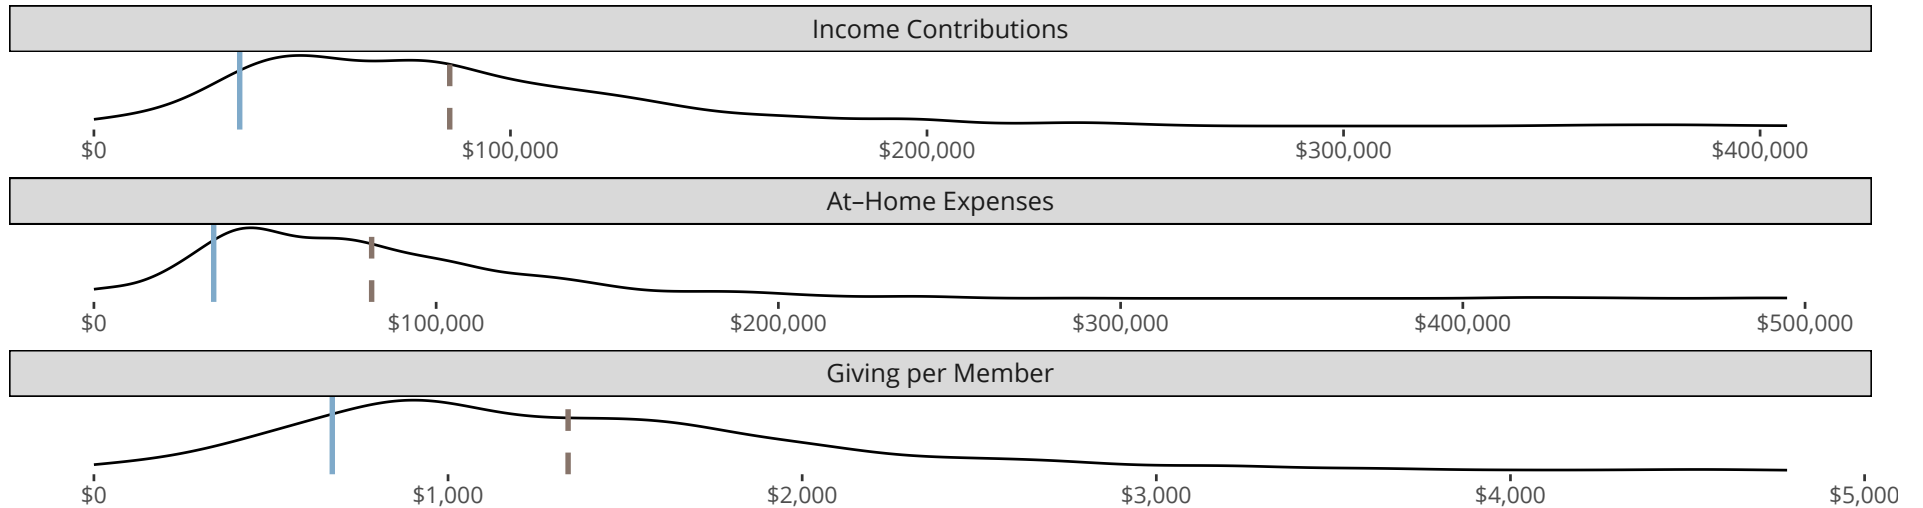 Income Contributions
$0 $100,000 $200,000 $300,000 $400,000
At–Home Expenses
$0 $100,000 $200,000 $300,000 $400,000 $500,000
Giving per Member
$0 $1,000 $2,000 $3,000 $4,000 $5,000